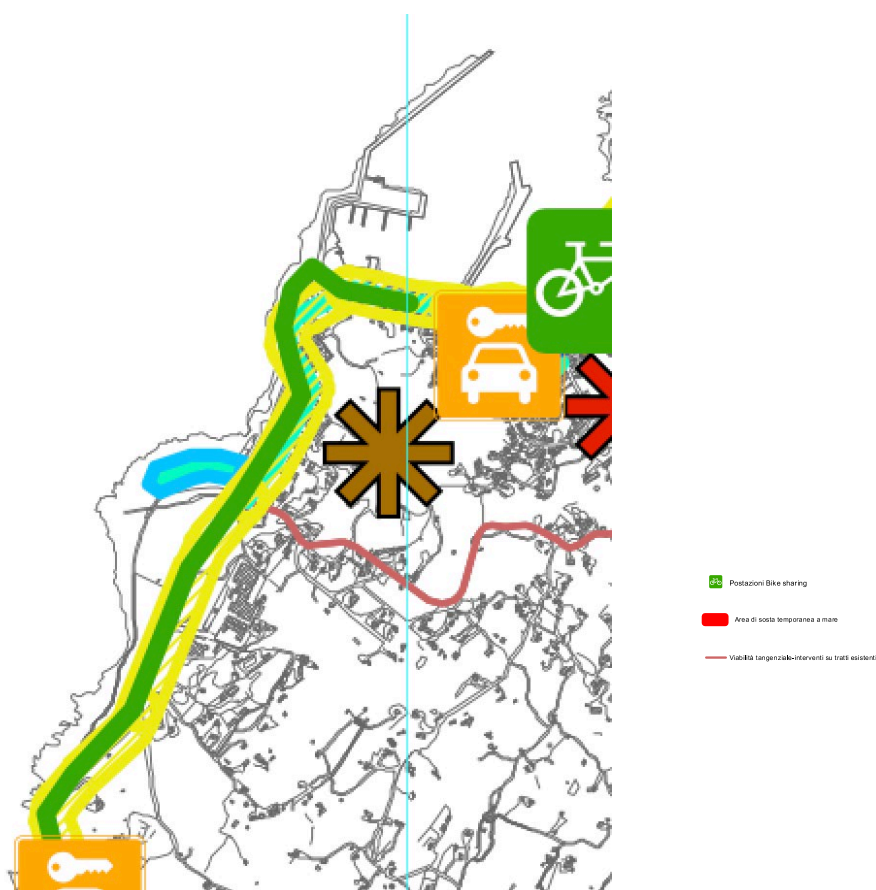 Postazioni Bike sharing
Area di sosta temporanea a mare
Viabilità tangenziale-interventi su tratti esistenti